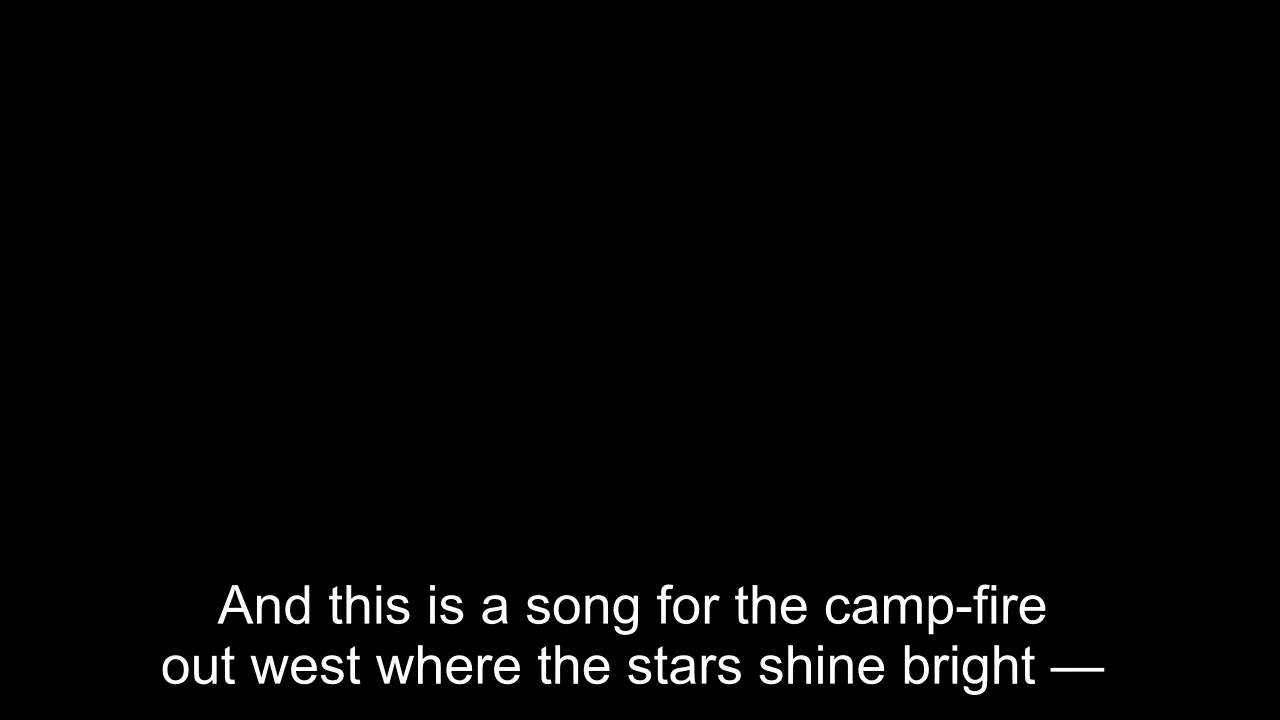 And this is a song for the camp-fire
out west where the stars shine bright —